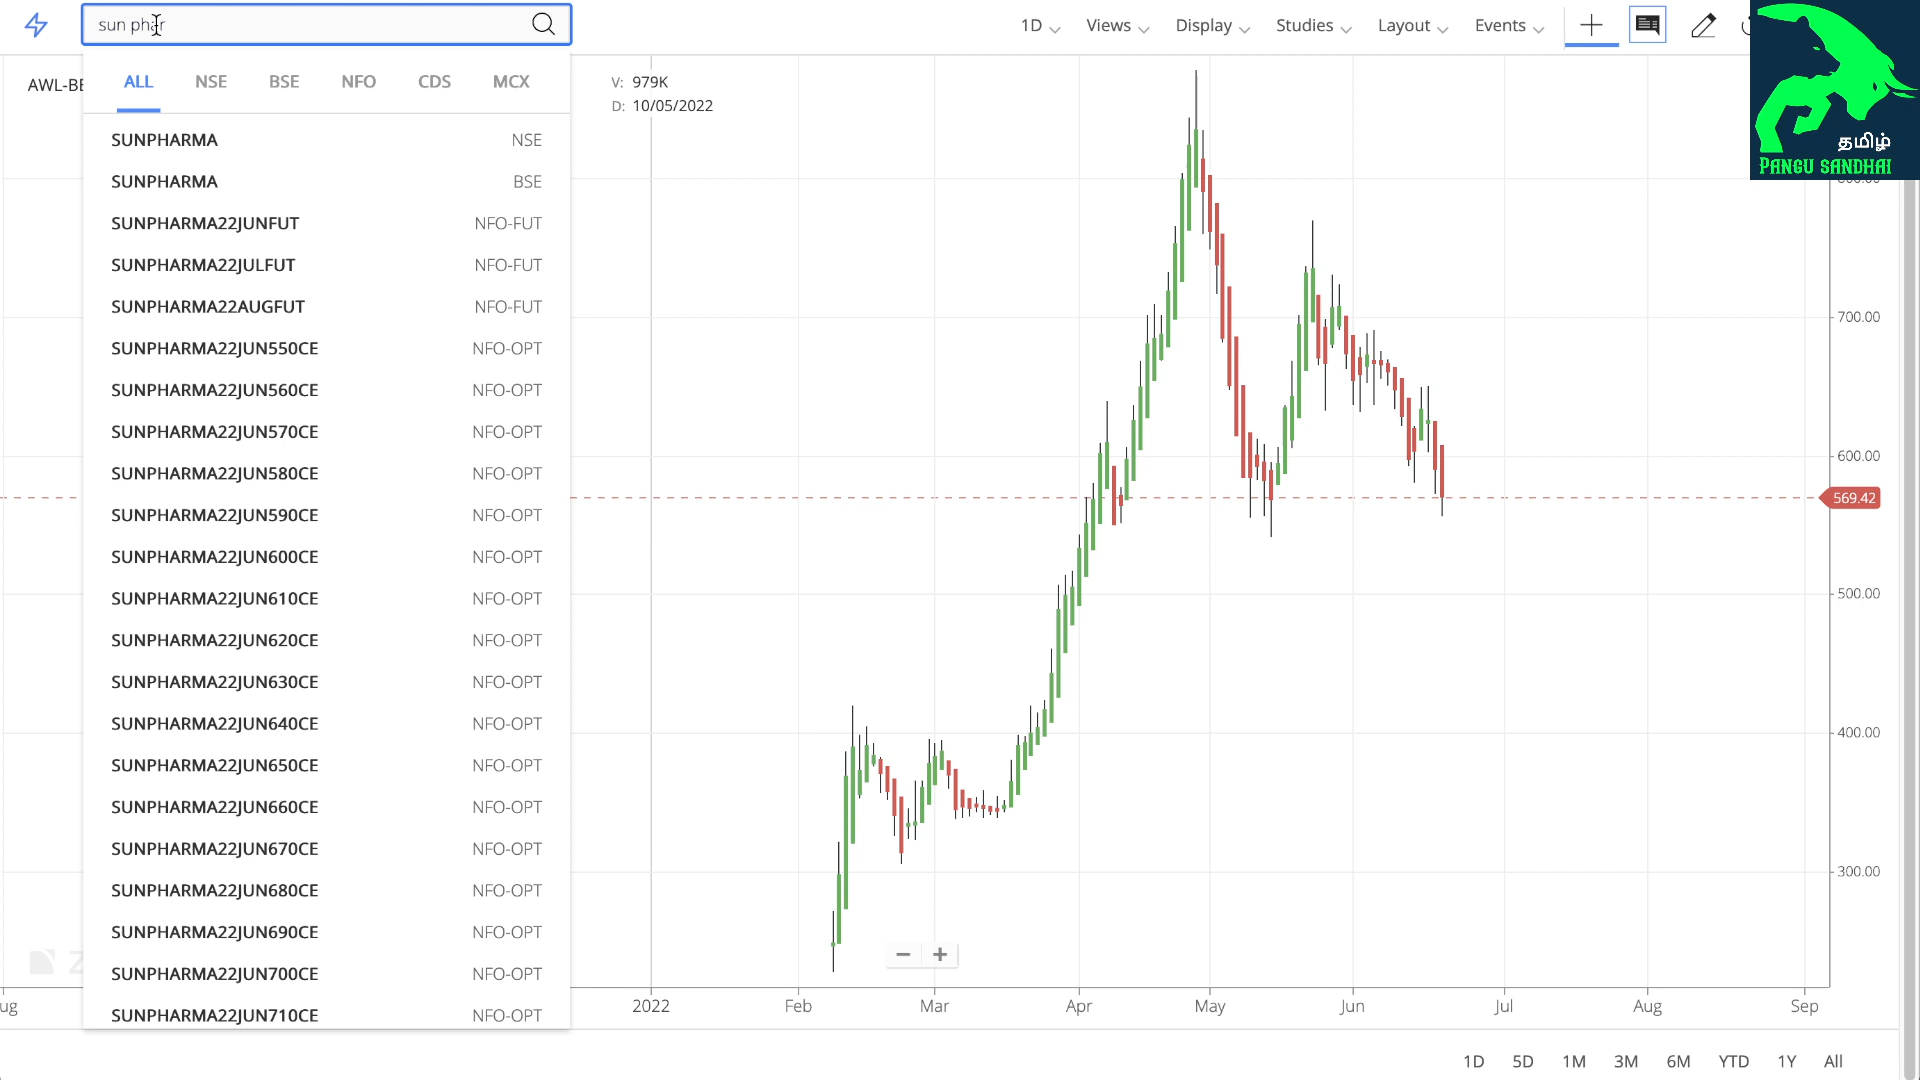 sun phar
1D
Views
Display
Studies
Layout
Events
AWL-BE
ALL NSE BSE NFO CDS MCX
V: 979K
D: 10/05/2022
SUNPHARMA NSE
SUNPHARMA BSE
SUNPHARMA22JUNFUT NFO-FUT
SUNPHARMA22JULFUT NFO-FUT
SUNPHARMA22AUGFUT NFO-FUT
SUNPHARMA22JUN550CE NFO-OPT
SUNPHARMA22JUN560CE NFO-OPT
SUNPHARMA22JUN570CE NFO-OPT
SUNPHARMA22JUN580CE NFO-OPT
SUNPHARMA22JUN590CE NFO-OPT
SUNPHARMA22JUN600CE NFO-OPT
SUNPHARMA22JUN610CE NFO-OPT
SUNPHARMA22JUN620CE NFO-OPT
SUNPHARMA22JUN630CE NFO-OPT
SUNPHARMA22JUN640CE NFO-OPT
SUNPHARMA22JUN650CE NFO-OPT
SUNPHARMA22JUN660CE NFO-OPT
SUNPHARMA22JUN670CE NFO-OPT
SUNPHARMA22JUN680CE NFO-OPT
SUNPHARMA22JUN690CE NFO-OPT
SUNPHARMA22JUN700CE NFO-OPT
SUNPHARMA22JUN710CE NFO-OPT
தமிழ்
PANGU SANDHAI
700.00
600.00
569.42
500.00
400.00
300.00
ug 2022 Feb Mar Apr May Jun Jul Aug Sep
1D 5D 1M 3M 6M YTD 1Y All